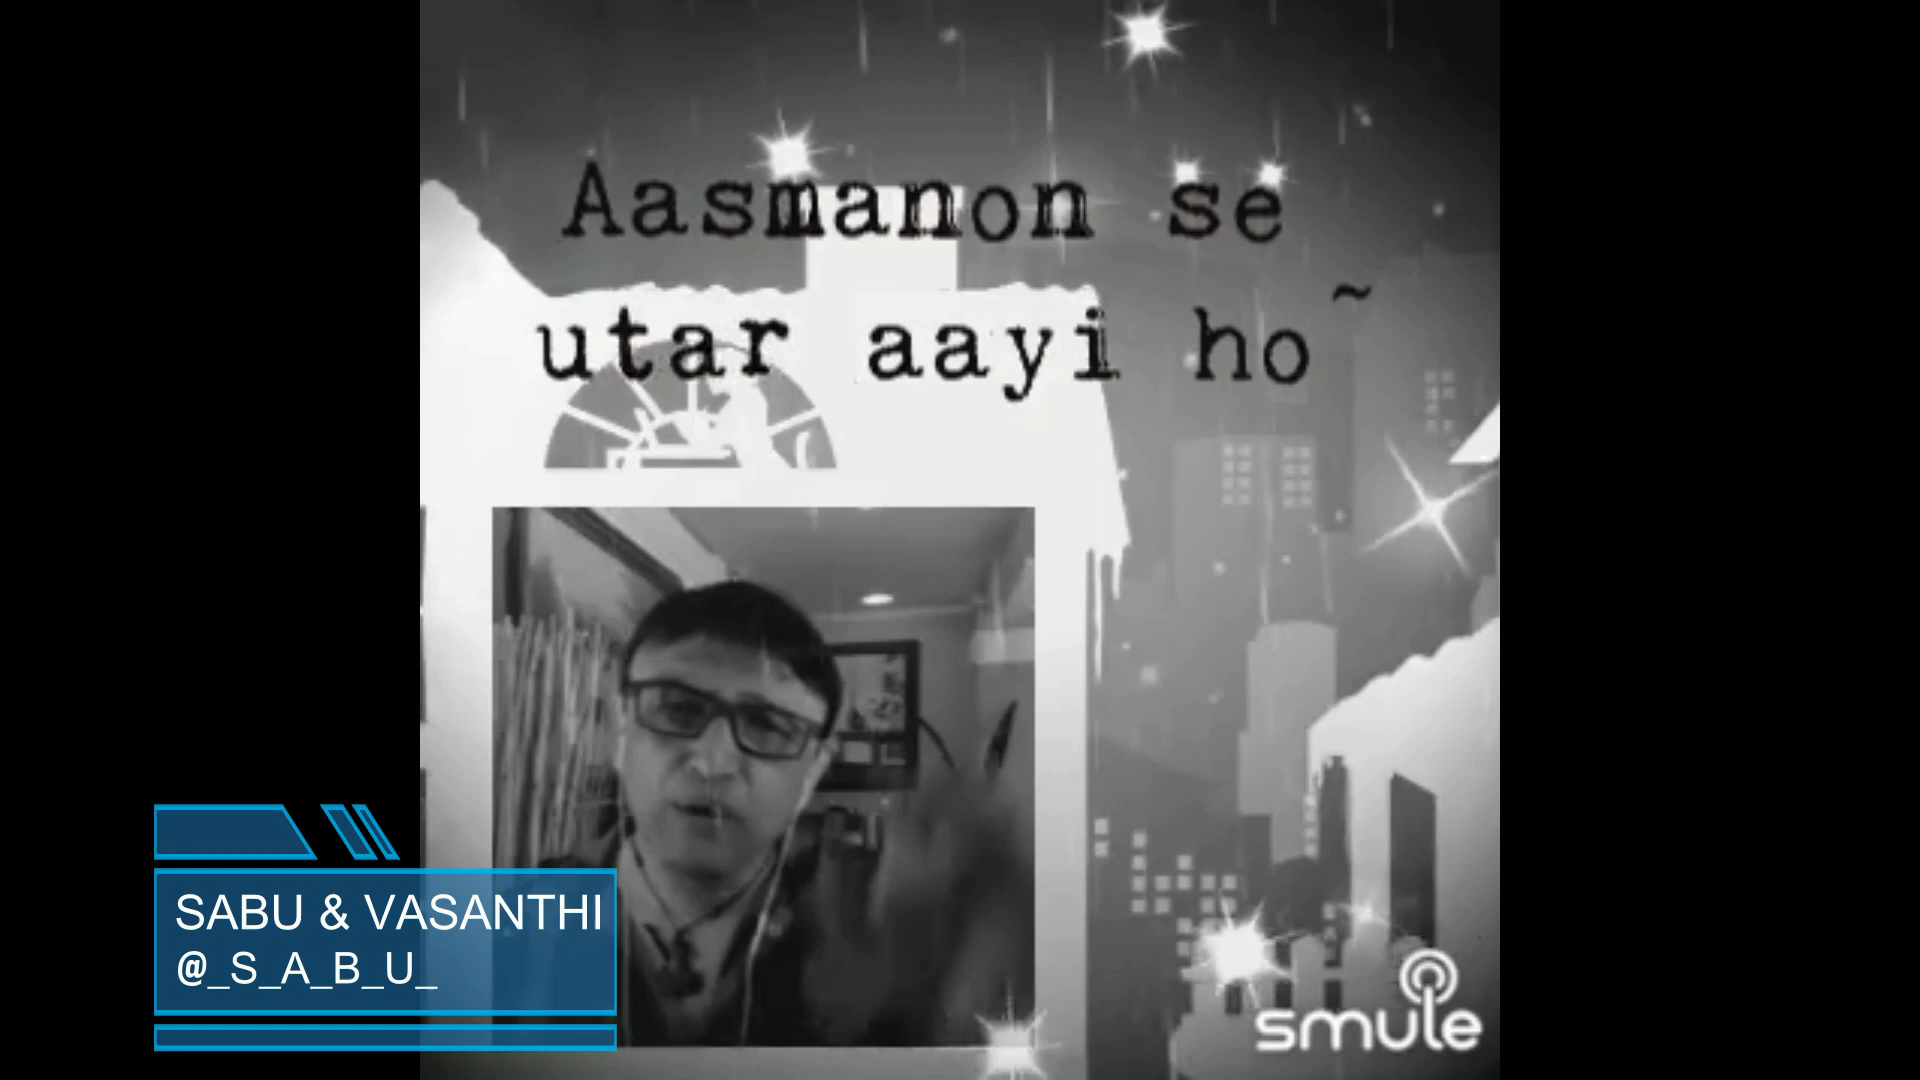 Aasmanon se
utar aayi ho~
SABU & VASANTHI
@_S_A_B_U_
smule